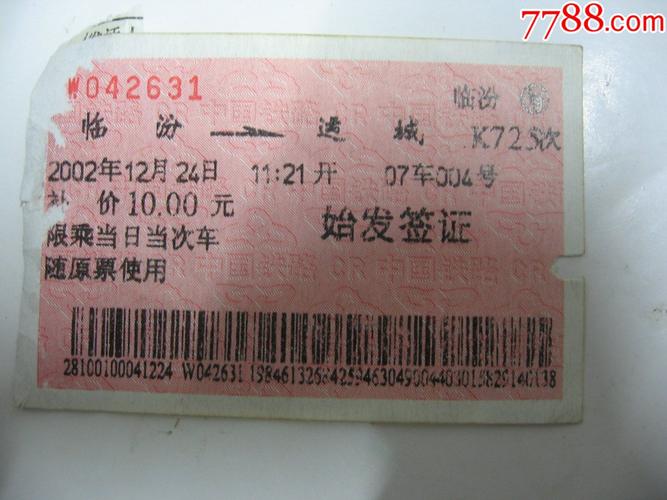 7788.com
W042631
临汾 售
临汾 运城 K725次
2002年12月24日 11:21开 07车004号
补价10.00元
始发签证
限乘当日当次车
随原票使用
28100100041224 W042631